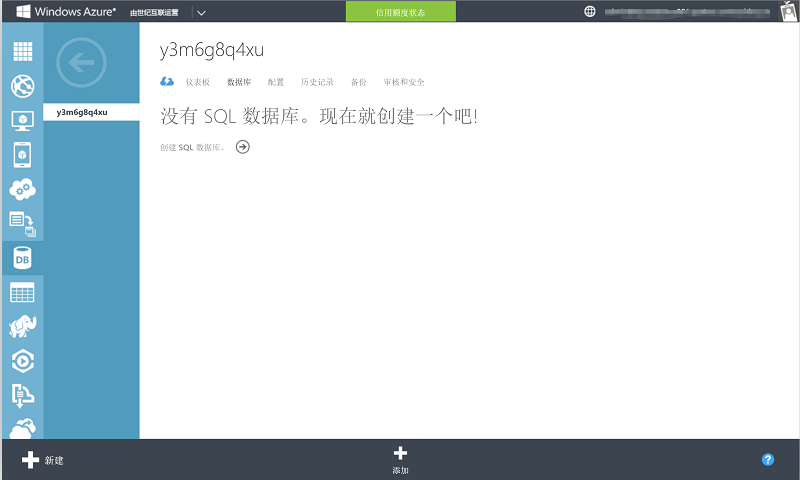 Windows Azure 由世纪互联运营
信用额度状态
y3m6g8q4xu
y3m6g8q4xu
仪表板 数据库 配置 历史记录 备份 审核和安全
没有 SQL 数据库。现在就创建一个吧!
创建 SQL 数据库。
DB
新建
添加
?